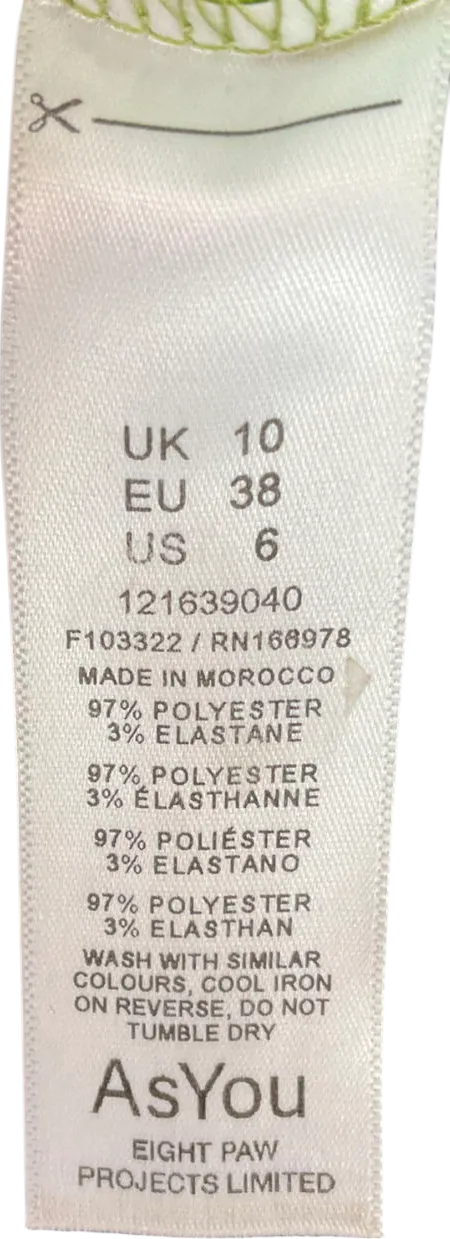 UK 10
EU 38
US 6
121639040
F103322 / RN166978
MADE IN MOROCCO
97% POLYESTER
3% ELASTANE
97% POLYESTER
3% ÉLASTHANNE
97% POLIÉSTER
3% ELASTANO
97% POLYESTER
3% ELASTHAN
WASH WITH SIMILAR
COLOURS, COOL IRON
ON REVERSE, DO NOT
TUMBLE DRY
AsYou
EIGHT PAW
PROJECTS LIMITED